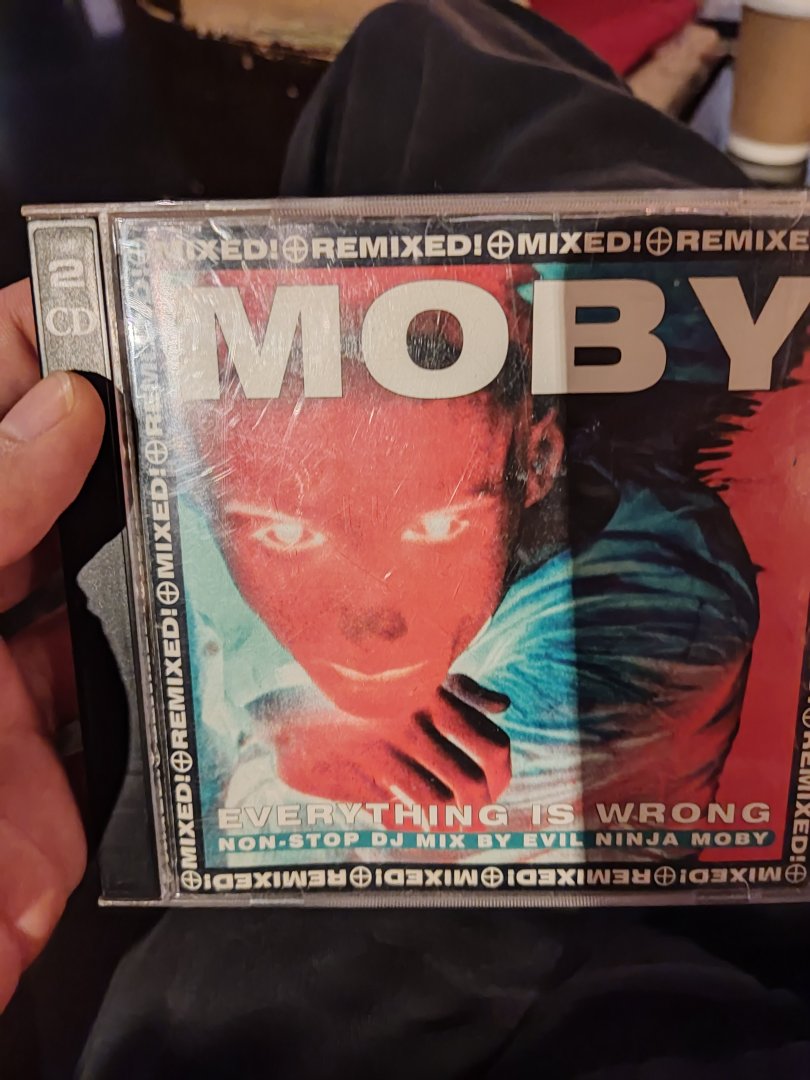 2
CD
MIXED!⊕REMIXED!⊕MIXED!⊕REMIXE
MOBY
MIXED!⊕REMIXED!⊕MIXED!⊕REMIXED!
EVERYTHING IS WRONG
NON-STOP DJ MIX BY EVIL NINJA MOBY
REMIXED!
MIXED!⊕REMIXED!⊕MIXED!⊕REMIXED!⊕